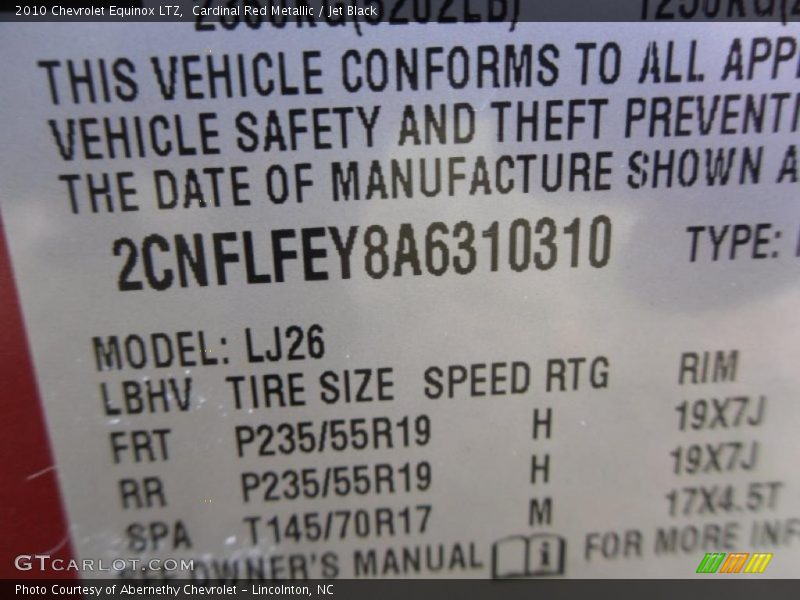 2010 Chevrolet Equinox LTZ, Cardinal Red Metallic / Jet Black
THIS VEHICLE CONFORMS TO ALL APPL
VEHICLE SAFETY AND THEFT PREVENTI
THE DATE OF MANUFACTURE SHOWN A
2CNFLFEY8A6310310 TYPE:
MODEL: LJ26
LBHV TIRE SIZE SPEED RTG RIM
FRT P235/55R19 H 19X7J
RR P235/55R19 H 19X7J
SPA T145/70R17 M 17X4.5T
SEE OWNER'S MANUAL FOR MORE INF
GTcarlot.com
Photo Courtesy of Abernethy Chevrolet - Lincolnton, NC